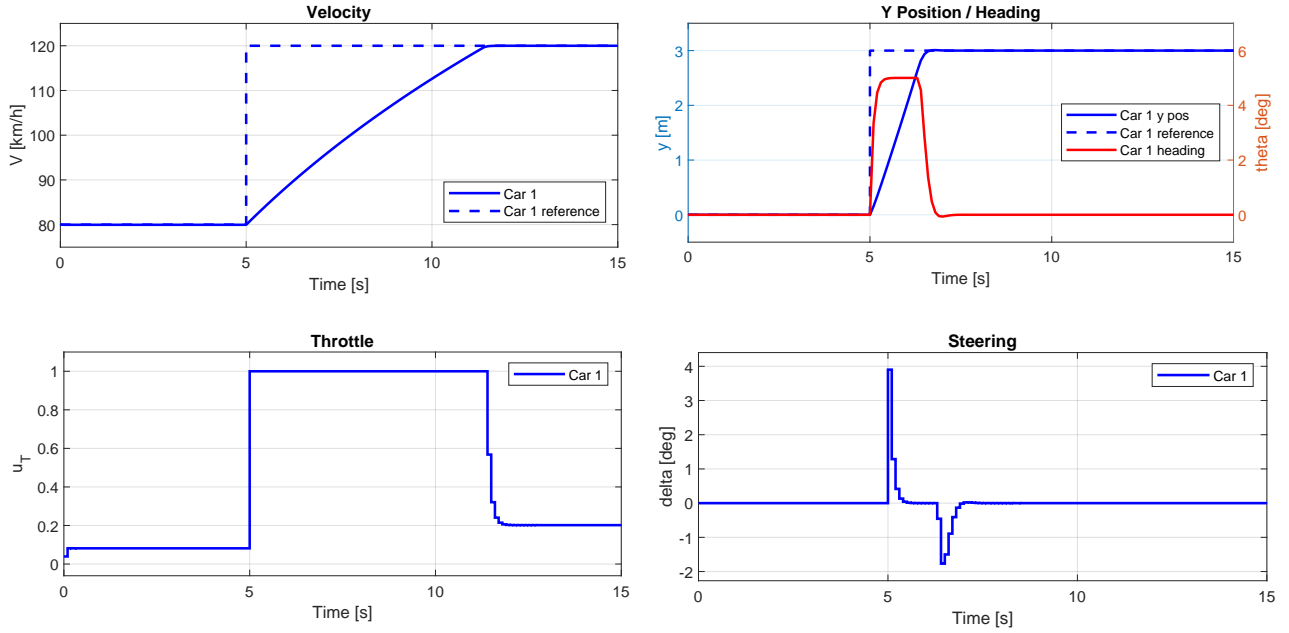 Velocity
V [km/h]
120
100
90
80
110
0
5
10
15
Time [s]
Car 1
Car 1 reference
Y Position / Heading
y [m]
3
2
1
0
theta [deg]
6
4
2
0
0
5
10
15
Time [s]
Car 1 y pos
Car 1 reference
Car 1 heading
Throttle
u_T
1
0.8
0.6
0.4
0.2
0
0
5
10
15
Time [s]
Car 1
Steering
delta [deg]
4
3
2
1
0
-1
-2
0
5
10
15
Time [s]
Car 1